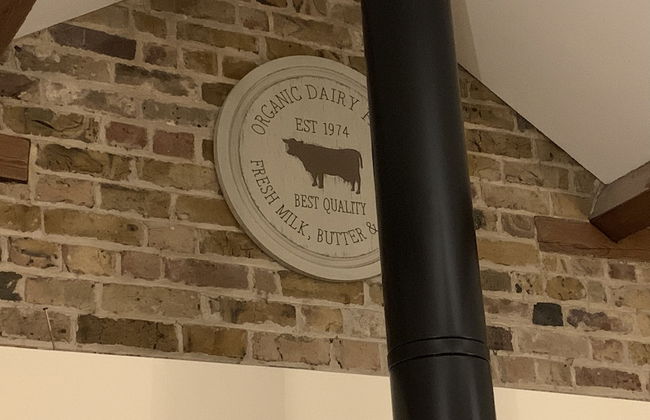 ORGANIC DAIRY
EST 1974
BEST QUALITY
FRESH MILK, BUTTER &